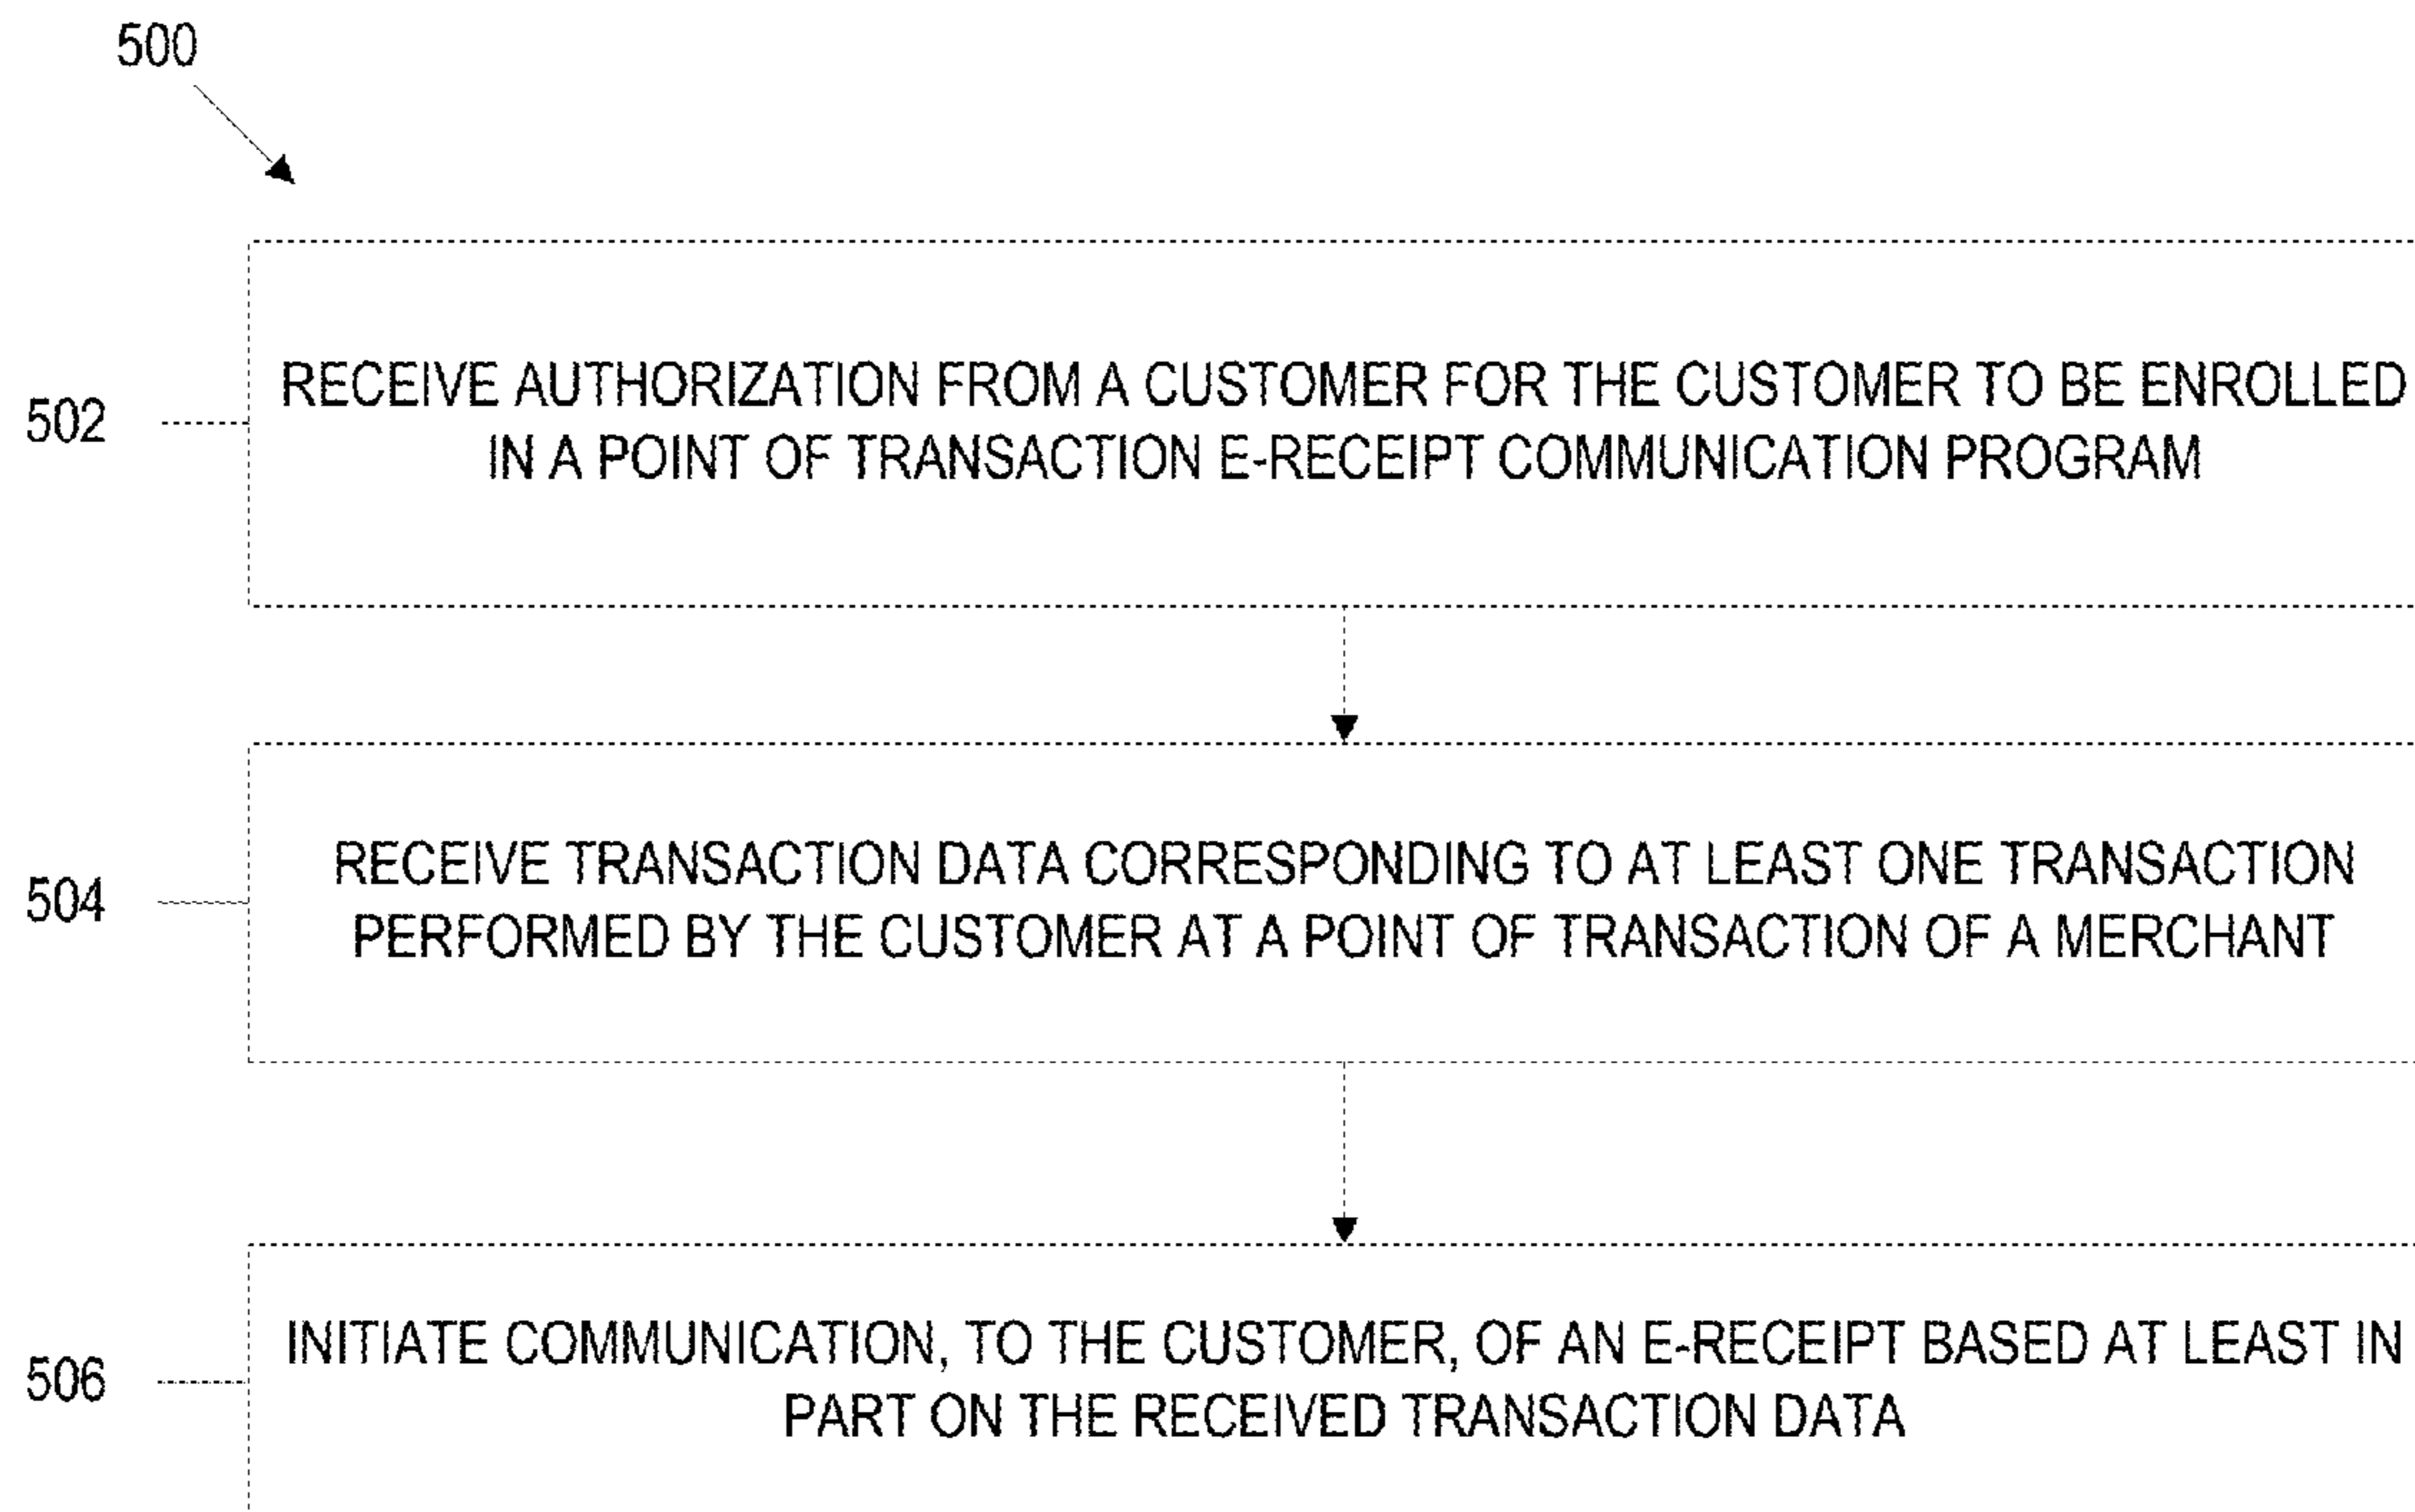 500
502
RECEIVE AUTHORIZATION FROM A CUSTOMER FOR THE CUSTOMER TO BE ENROLLED
IN A POINT OF TRANSACTION E-RECEIPT COMMUNICATION PROGRAM
504
RECEIVE TRANSACTION DATA CORRESPONDING TO AT LEAST ONE TRANSACTION
PERFORMED BY THE CUSTOMER AT A POINT OF TRANSACTION OF A MERCHANT
506
INITIATE COMMUNICATION, TO THE CUSTOMER, OF AN E-RECEIPT BASED AT LEAST IN
PART ON THE RECEIVED TRANSACTION DATA